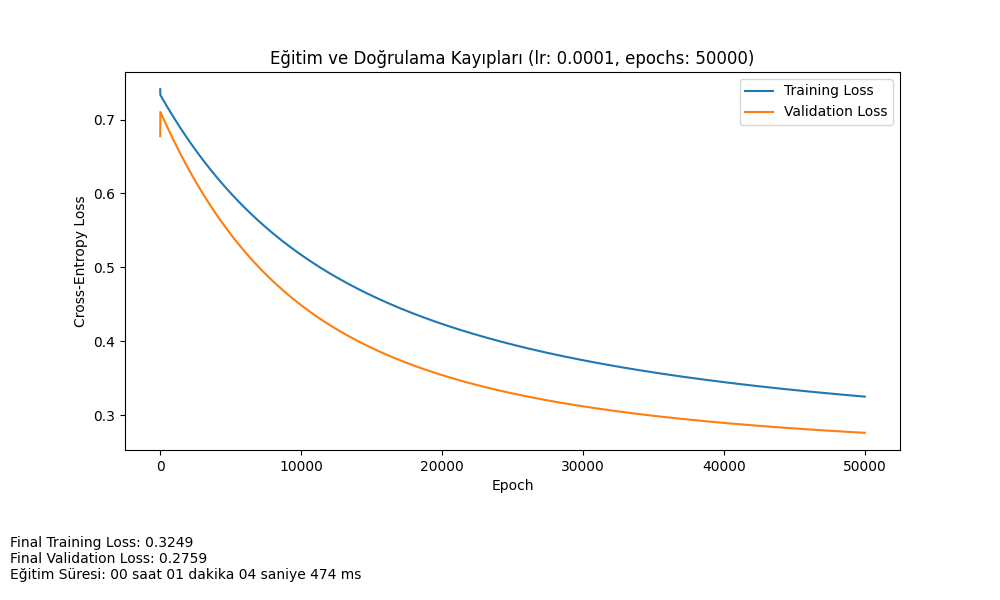 Eğitim ve Doğrulama Kayıpları (lr: 0.0001, epochs: 50000)
Training Loss
Validation Loss
Cross-Entropy Loss
0.7
0.6
0.5
0.4
0.3
0 10000 20000 30000 40000 50000
Epoch
Final Training Loss: 0.3249
Final Validation Loss: 0.2759
Eğitim Süresi: 00 saat 01 dakika 04 saniye 474 ms